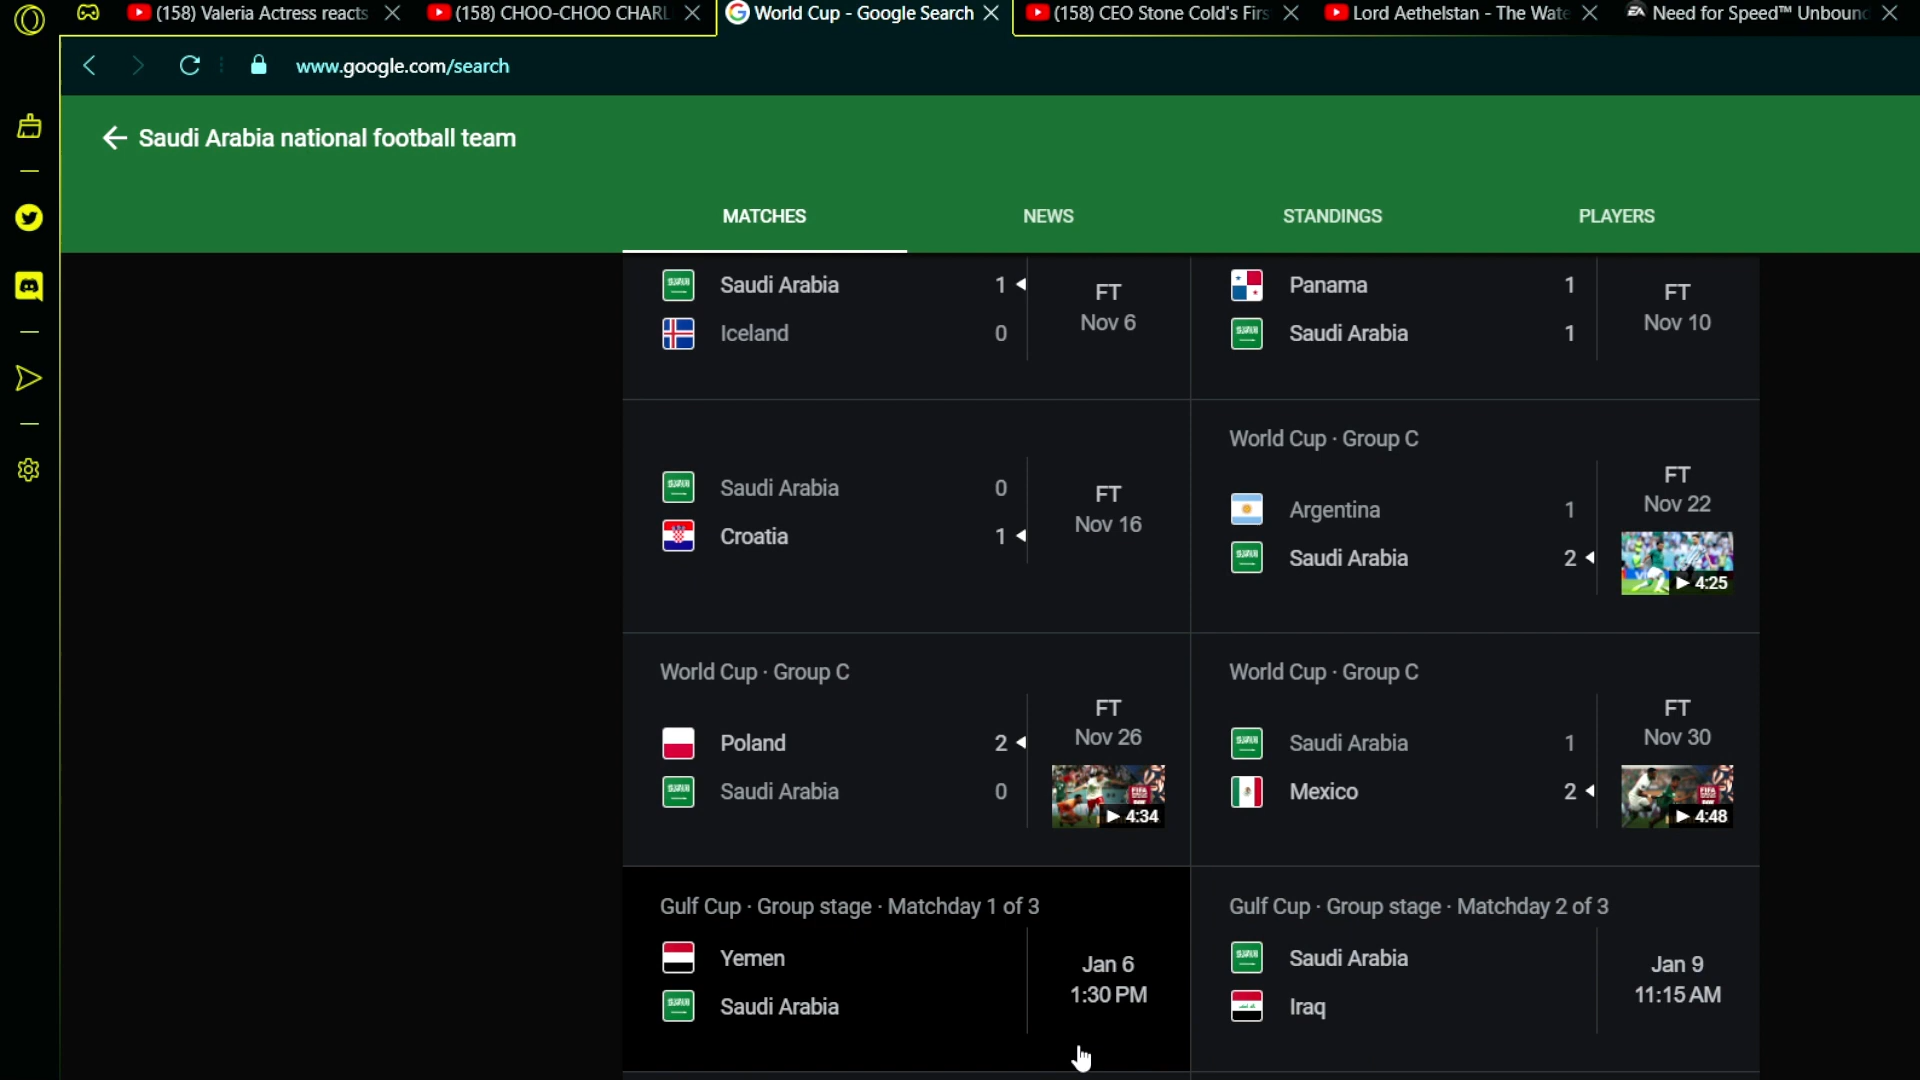 (158) Valeria Actress reacts
(158) CHOO-CHOO CHARL
World Cup - Google Search
(158) CEO Stone Cold's Firs
Lord Aethelstan - The Wate
Need for Speed™ Unbound
www.google.com/search
Saudi Arabia national football team
MATCHES
NEWS
STANDINGS
PLAYERS
Saudi Arabia 1
Iceland 0
FT
Nov 6
Panama 1
Saudi Arabia 1
FT
Nov 10
Saudi Arabia 0
Croatia 1
FT
Nov 16
World Cup · Group C
Argentina 1
Saudi Arabia 2
FT
Nov 22
4:25
World Cup · Group C
Poland 2
Saudi Arabia 0
FT
Nov 26
4:34
World Cup · Group C
Saudi Arabia 1
Mexico 2
FT
Nov 30
4:48
Gulf Cup · Group stage · Matchday 1 of 3
Yemen
Saudi Arabia
Jan 6
1:30 PM
Gulf Cup · Group stage · Matchday 2 of 3
Saudi Arabia
Iraq
Jan 9
11:15 AM